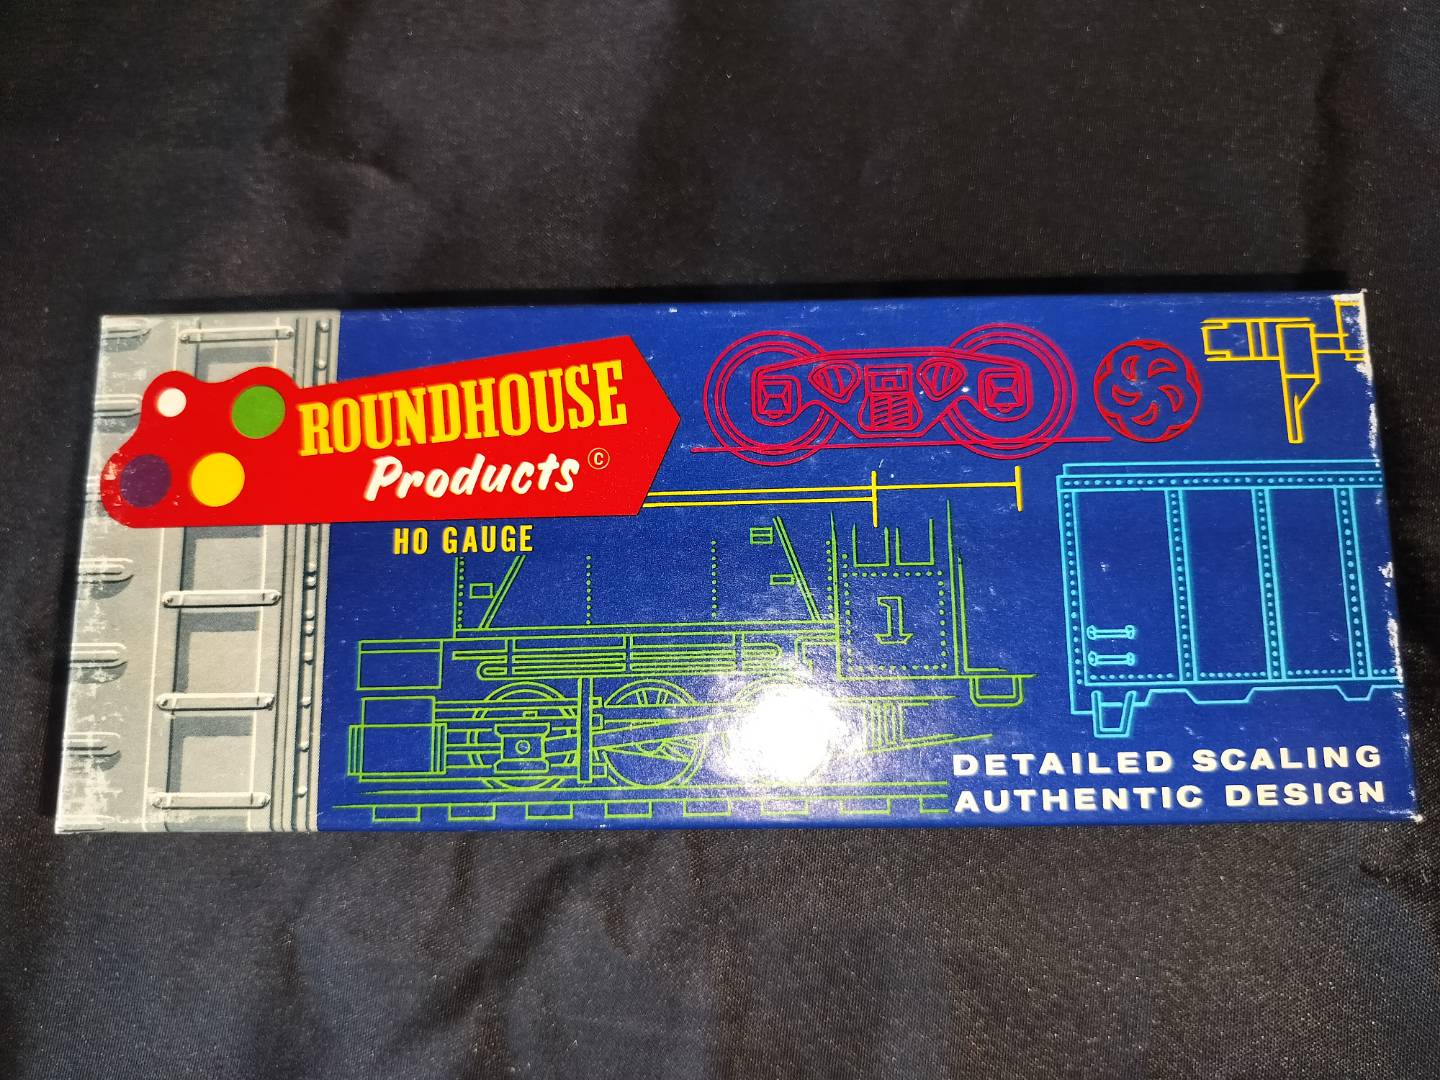 ROUNDHOUSE
Products ©
HO GAUGE
1
DETAILED SCALING
AUTHENTIC DESIGN